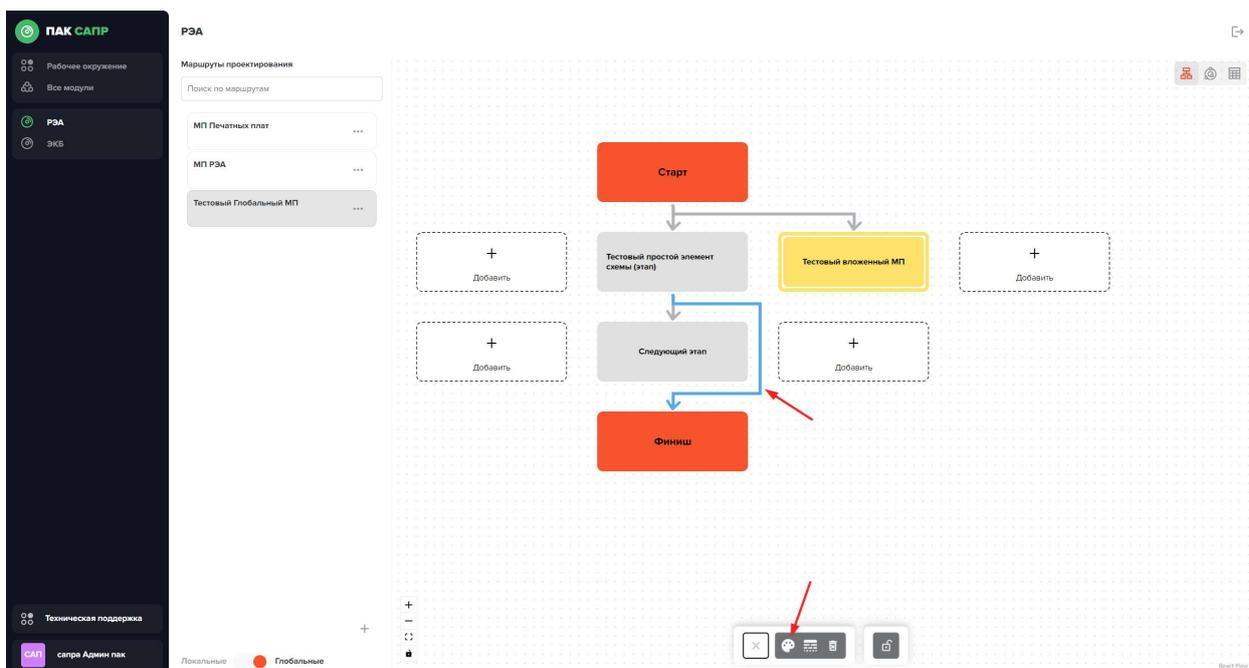 ПАК САПР
Рабочее окружение
Все модули
РЭА
ЭКБ
Техническая поддержка
САП
сапра Админ пак
РЭА
Маршруты проектирования
Поиск по маршрутам
МП Печатных плат
МП РЭА
Тестовый Глобальный МП
Локальные
Глобальные
Старт
Добавить
Тестовый простой элемент
схемы (этап)
Тестовый вложенный МП
Добавить
Добавить
Следующий этап
Добавить
Финиш
React Flow